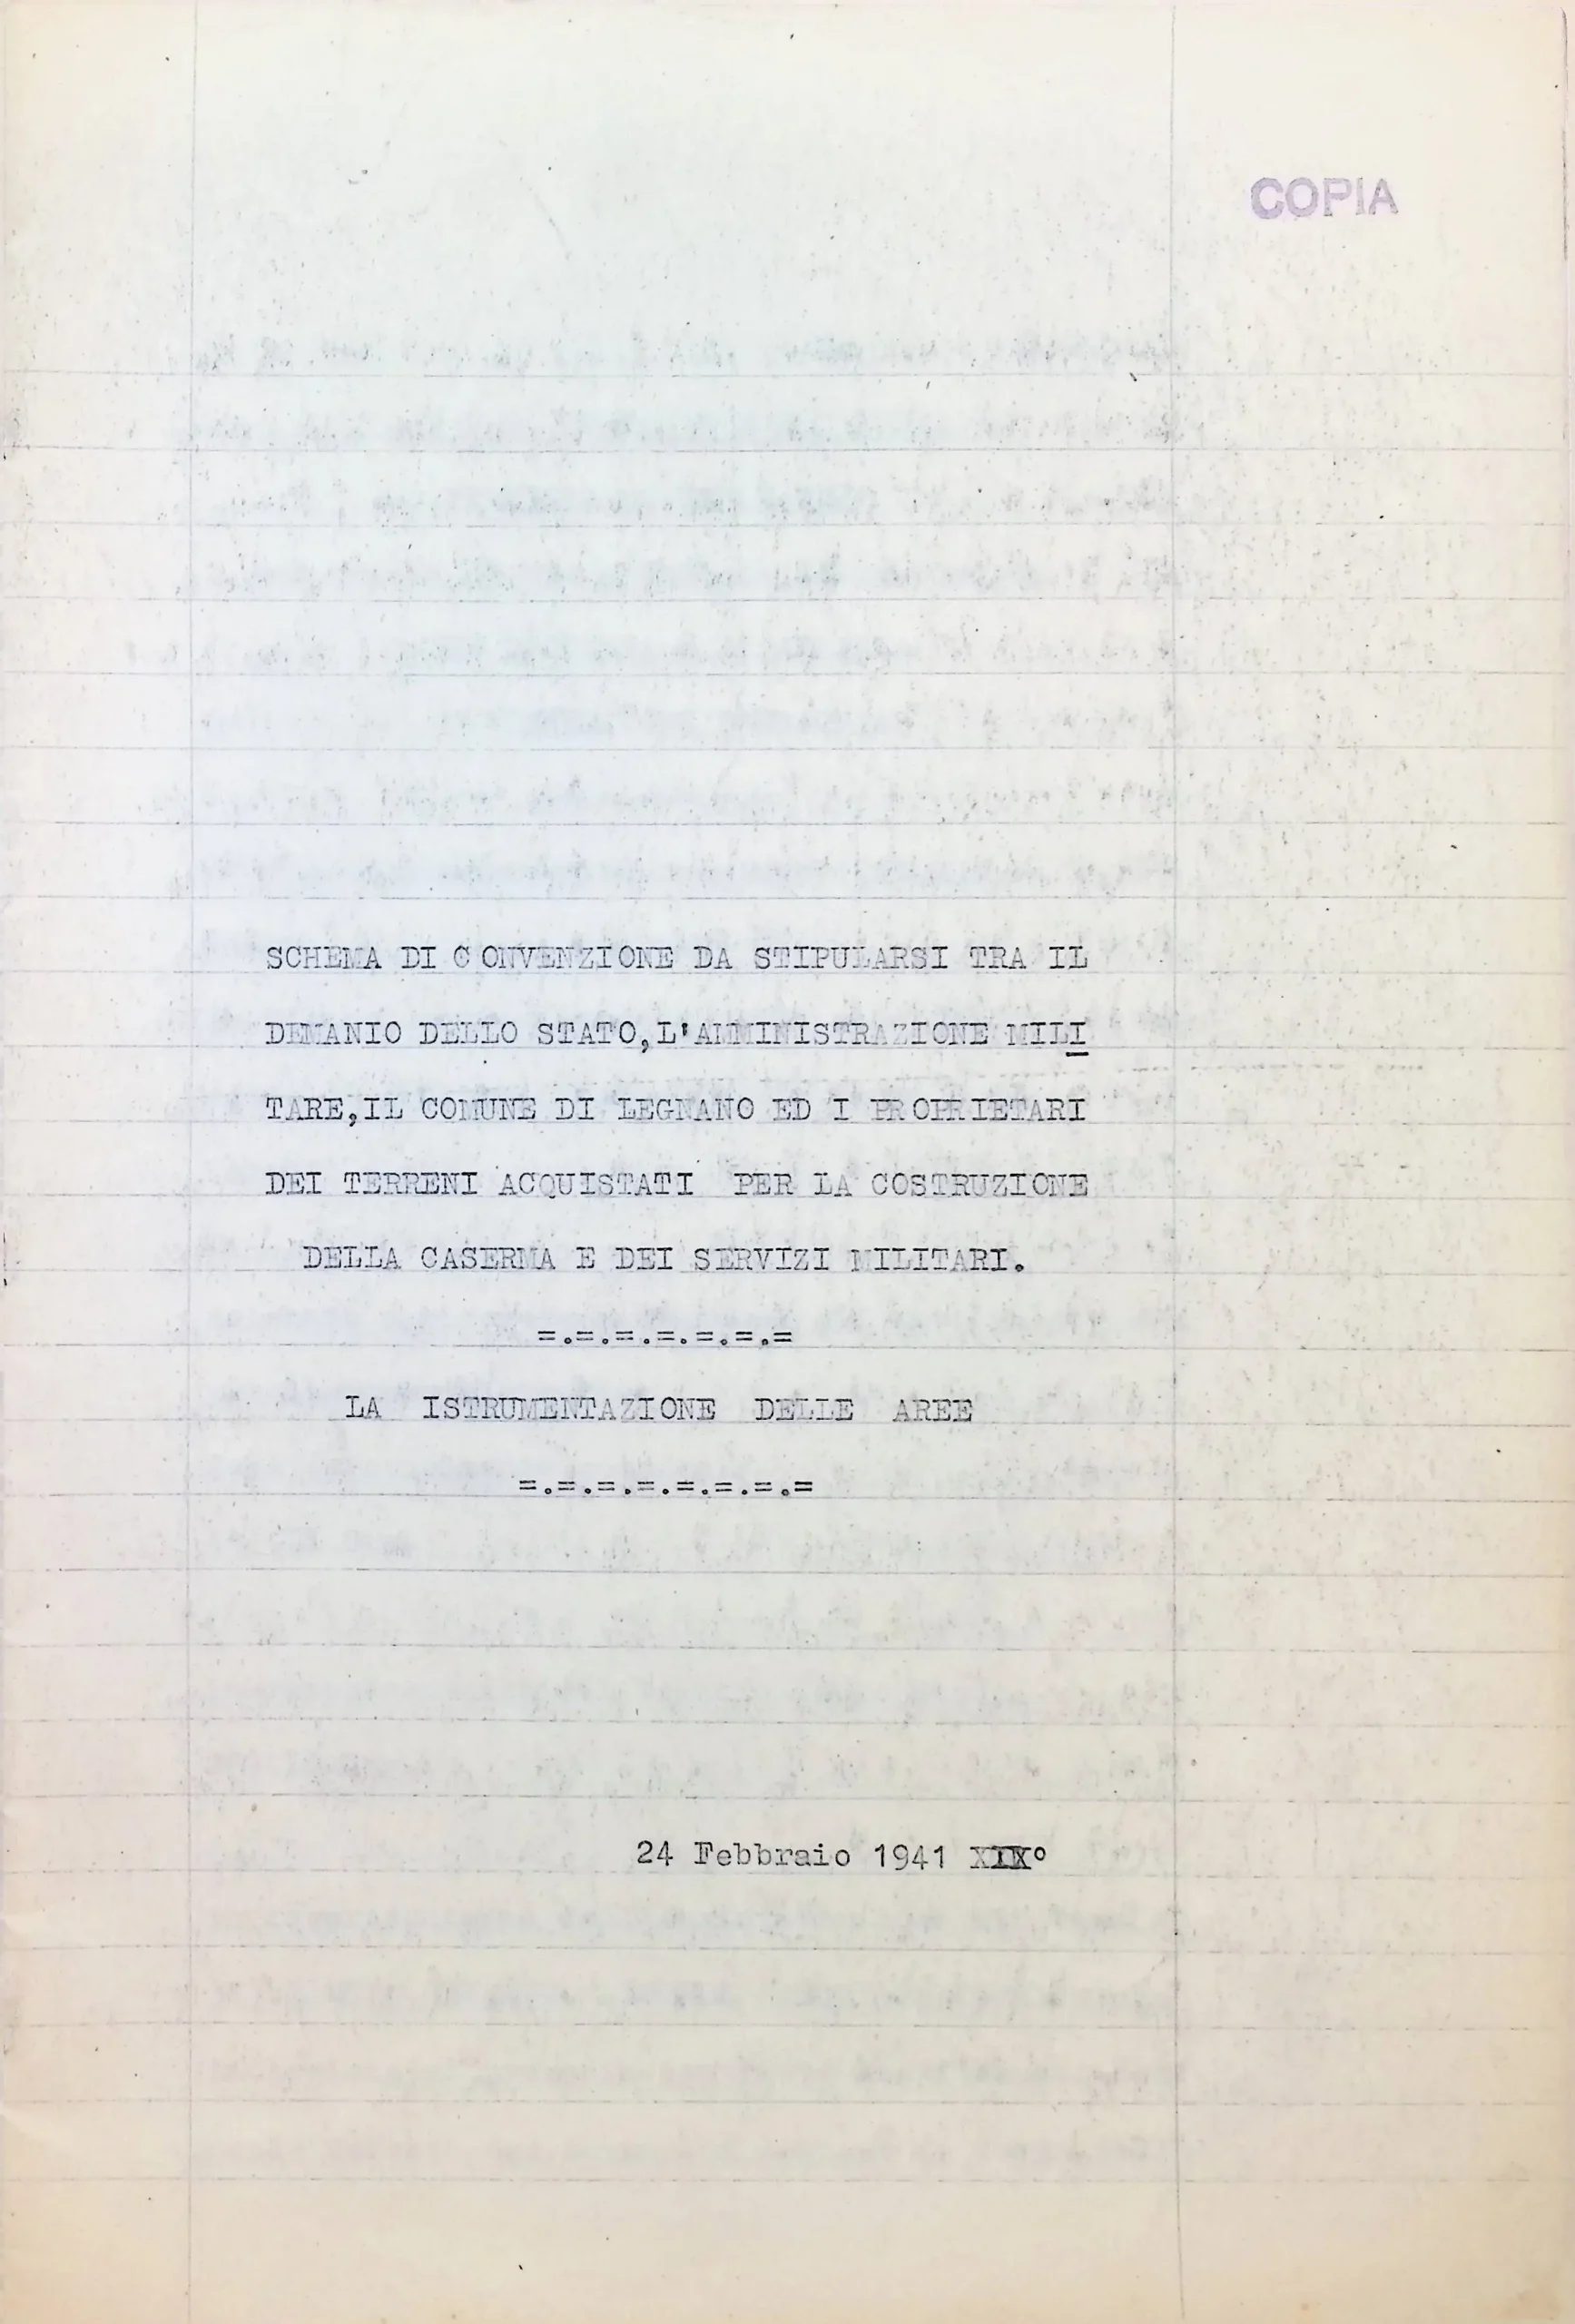 COPIA
SCHEMA DI CONVENZIONE DA STIPULARSI TRA IL
DEMANIO DELLO STATO,L'AMMINISTRAZIONE MILI
TARE,IL COMUNE DI LEGNANO ED I PROPRIETARI
DEI TERRENI ACQUISTATI PER LA COSTRUZIONE
DELLA CASERMA E DEI SERVIZI MILITARI.
=.=.=.=.=.=.=
LA ISTRUMENTAZIONE DELLE AREE
=.=.=.=.=.=.=.=
24 Febbraio 1941 XIX°